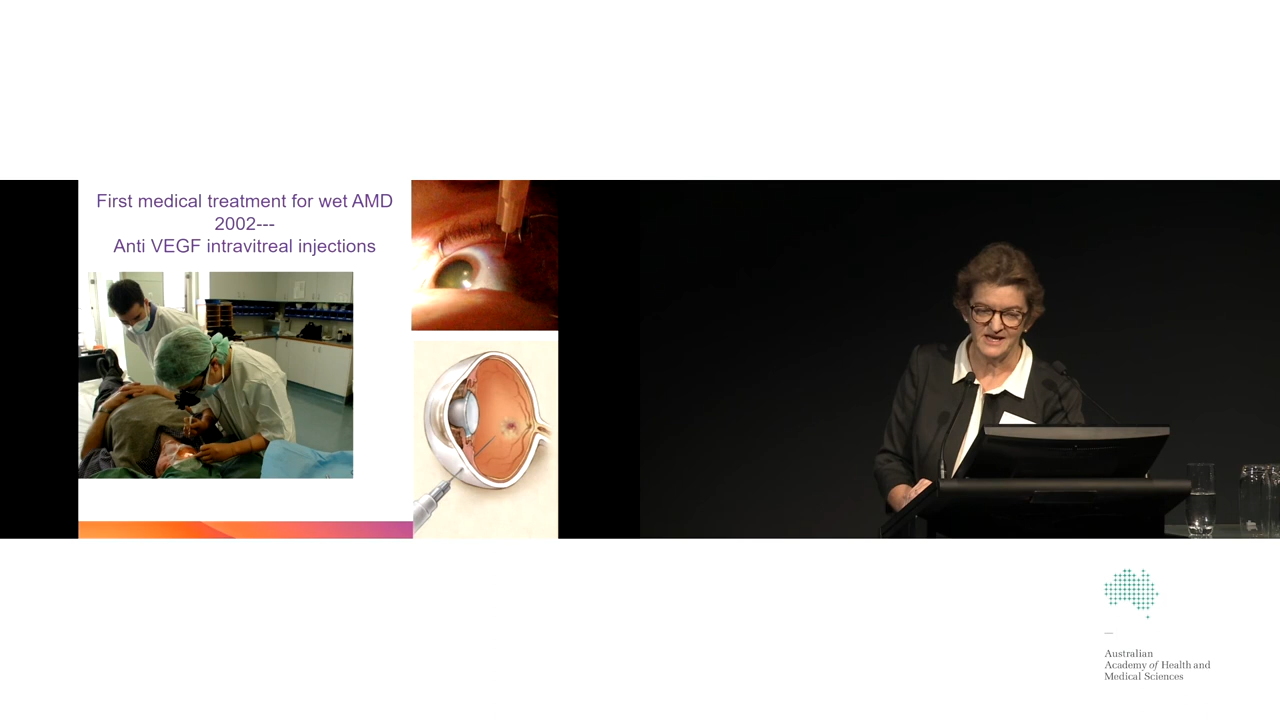 First medical treatment for wet AMD
2002---
Anti VEGF intravitreal injections
Australian
Academy of Health and
Medical Sciences